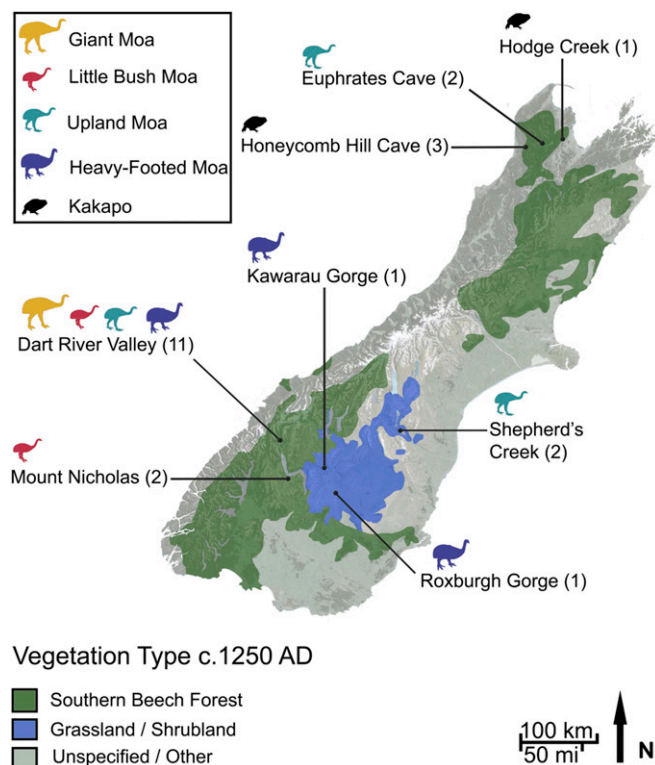 Giant Moa
Little Bush Moa
Upland Moa
Heavy-Footed Moa
Kakapo
Hodge Creek (1)
Euphrates Cave (2)
Honeycomb Hill Cave (3)
Kawarau Gorge (1)
Dart River Valley (11)
Shepherd's
Creek (2)
Mount Nicholas (2)
Roxburgh Gorge (1)
Vegetation Type c.1250 AD
Southern Beech Forest
Grassland / Shrubland
Unspecified / Other
100 km
50 mi
N